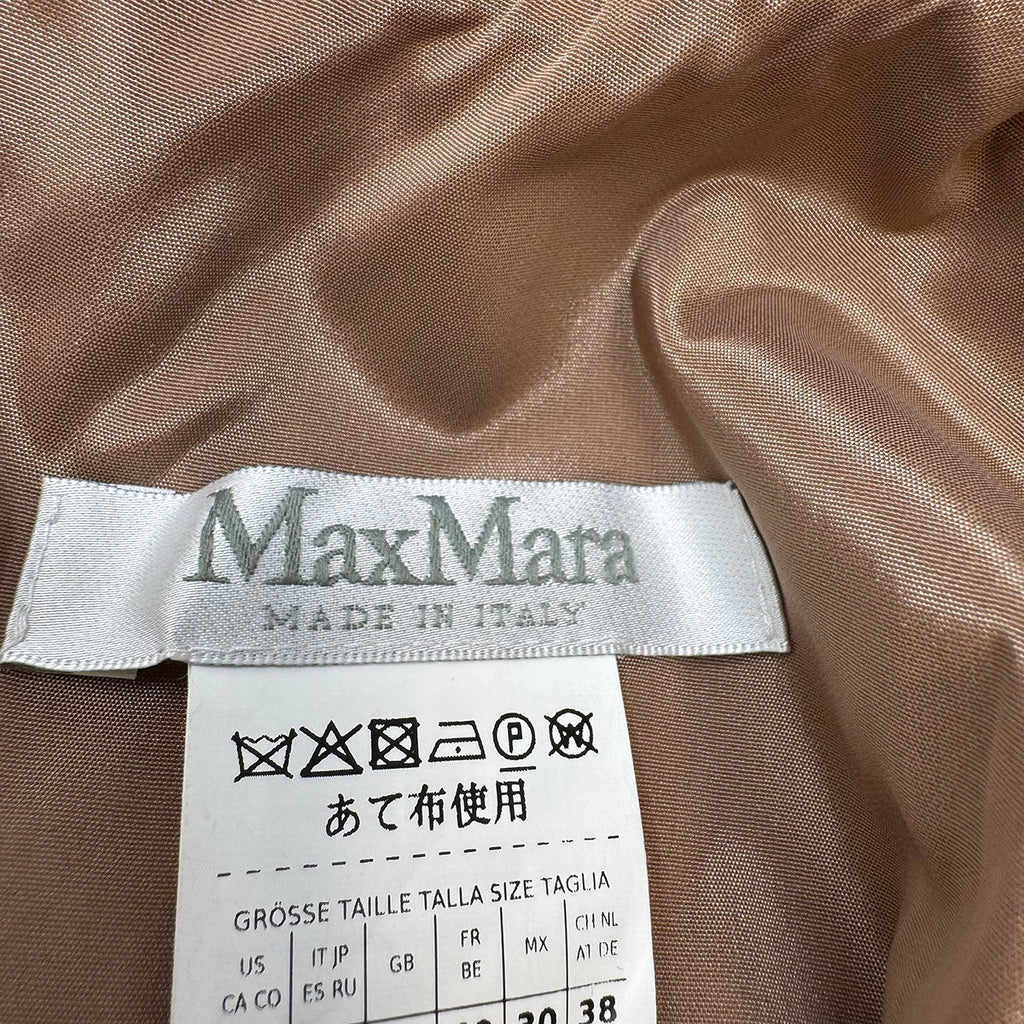 MaxMara
MADE IN ITALY
P
W
あて布使用
GRÖSSE TAILLE TALLA SIZE TAGLIA
US
CA CO
IT JP
ES RU
GB
FR
BE
MX
CH NL
AT DE
30
38